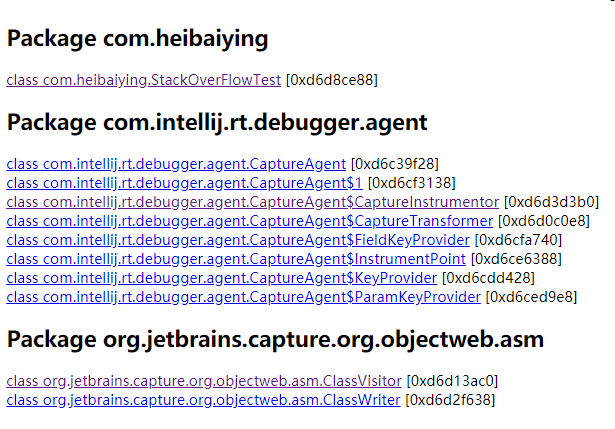 Package com.heibaiying
class com.heibaiying.StackOverFlowTest [0xd6d8ce88]
Package com.intellij.rt.debugger.agent
class com.intellij.rt.debugger.agent.CaptureAgent [0xd6c39f28]
class com.intellij.rt.debugger.agent.CaptureAgent$1 [0xd6cf3138]
class com.intellij.rt.debugger.agent.CaptureAgent$CaptureInstrumentor [0xd6d3d3b0]
class com.intellij.rt.debugger.agent.CaptureAgent$CaptureTransformer [0xd6d0c0e8]
class com.intellij.rt.debugger.agent.CaptureAgent$FieldKeyProvider [0xd6cfa740]
class com.intellij.rt.debugger.agent.CaptureAgent$InstrumentPoint [0xd6ce6388]
class com.intellij.rt.debugger.agent.CaptureAgent$KeyProvider [0xd6cdd428]
class com.intellij.rt.debugger.agent.CaptureAgent$ParamKeyProvider [0xd6ced9e8]
Package org.jetbrains.capture.org.objectweb.asm
class org.jetbrains.capture.org.objectweb.asm.ClassVisitor [0xd6d13ac0]
class org.jetbrains.capture.org.objectweb.asm.ClassWriter [0xd6d2f638]